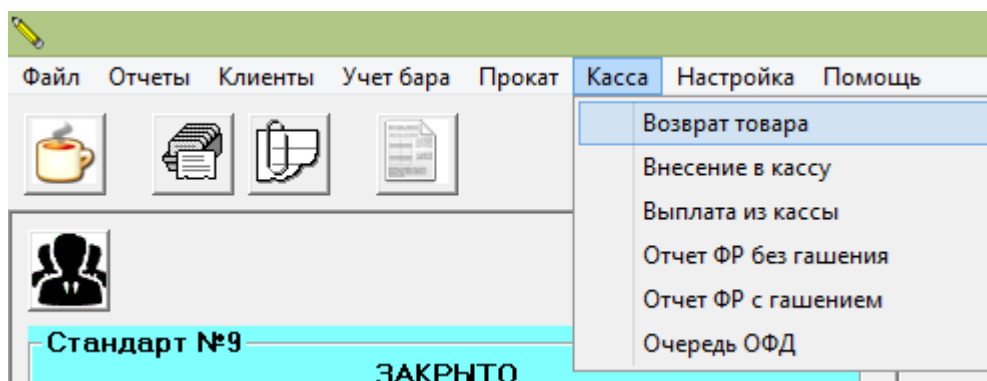 Файл Отчеты Клиенты Учет бара Прокат Касса Настройка Помощь
Возврат товара
Внесение в кассу
Выплата из кассы
Отчет ФР без гашения
Отчет ФР с гашением
Очередь ОФД
Стандарт №9
ЗАКРЫТО